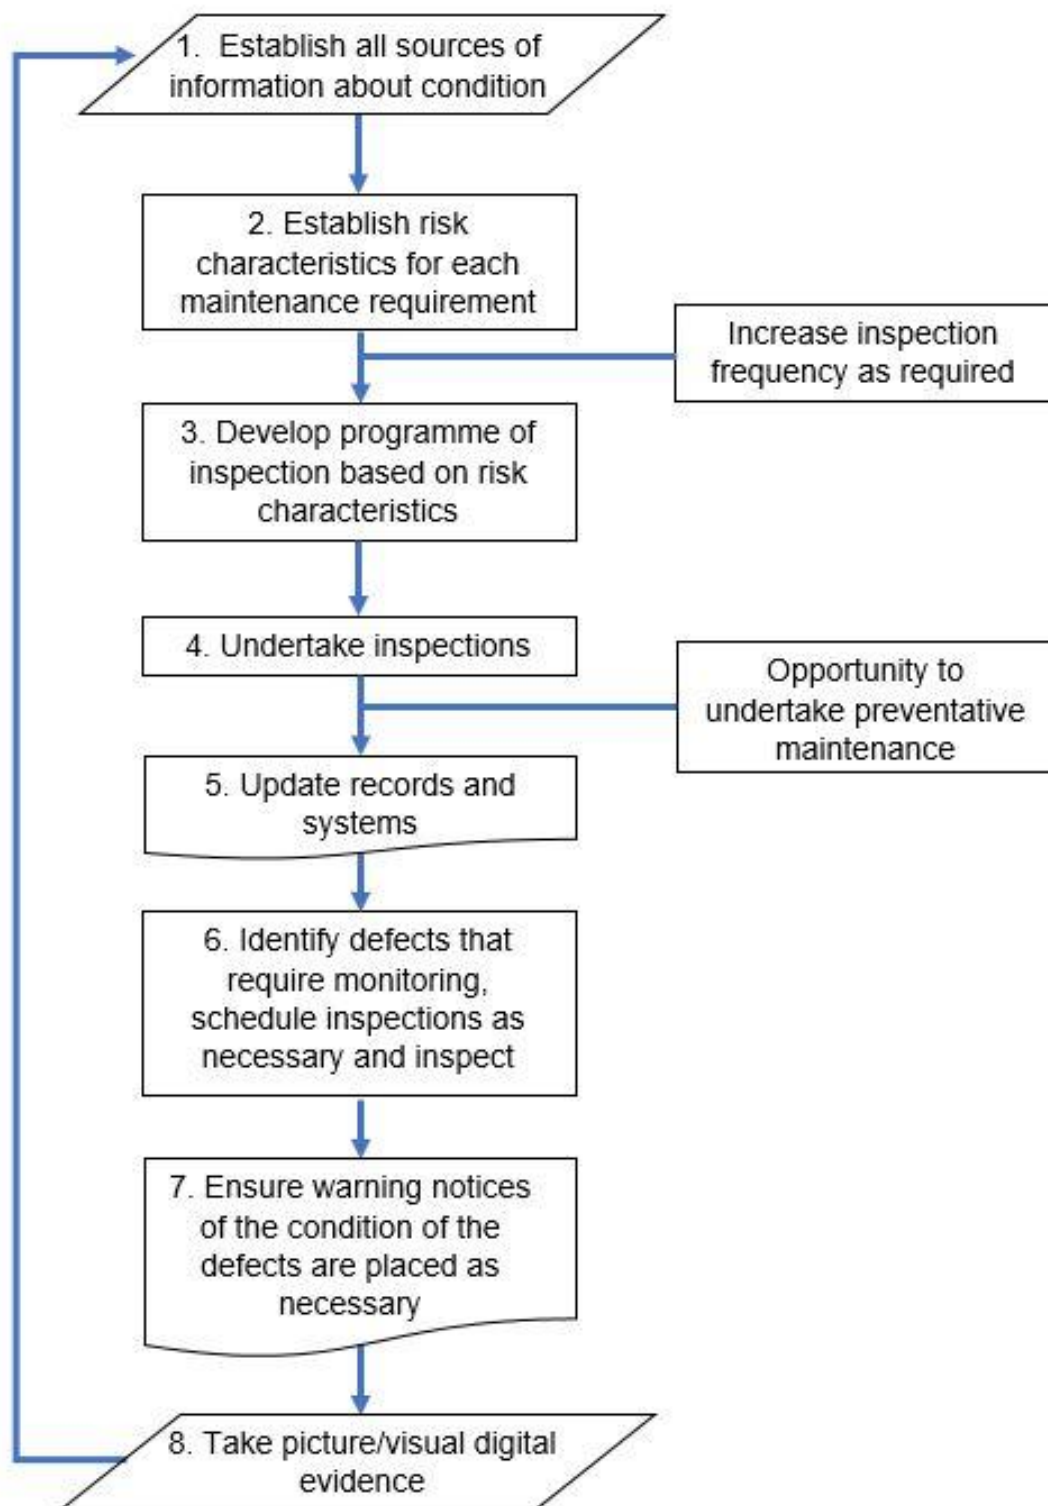 1. Establish all sources of
information about condition
2. Establish risk
characteristics for each
maintenance requirement
Increase inspection
frequency as required
3. Develop programme of
inspection based on risk
characteristics
4. Undertake inspections
Opportunity to
undertake preventative
maintenance
5. Update records and
systems
6. Identify defects that
require monitoring,
schedule inspections as
necessary and inspect
7. Ensure warning notices
of the condition of the
defects are placed as
necessary
8. Take picture/visual digital
evidence